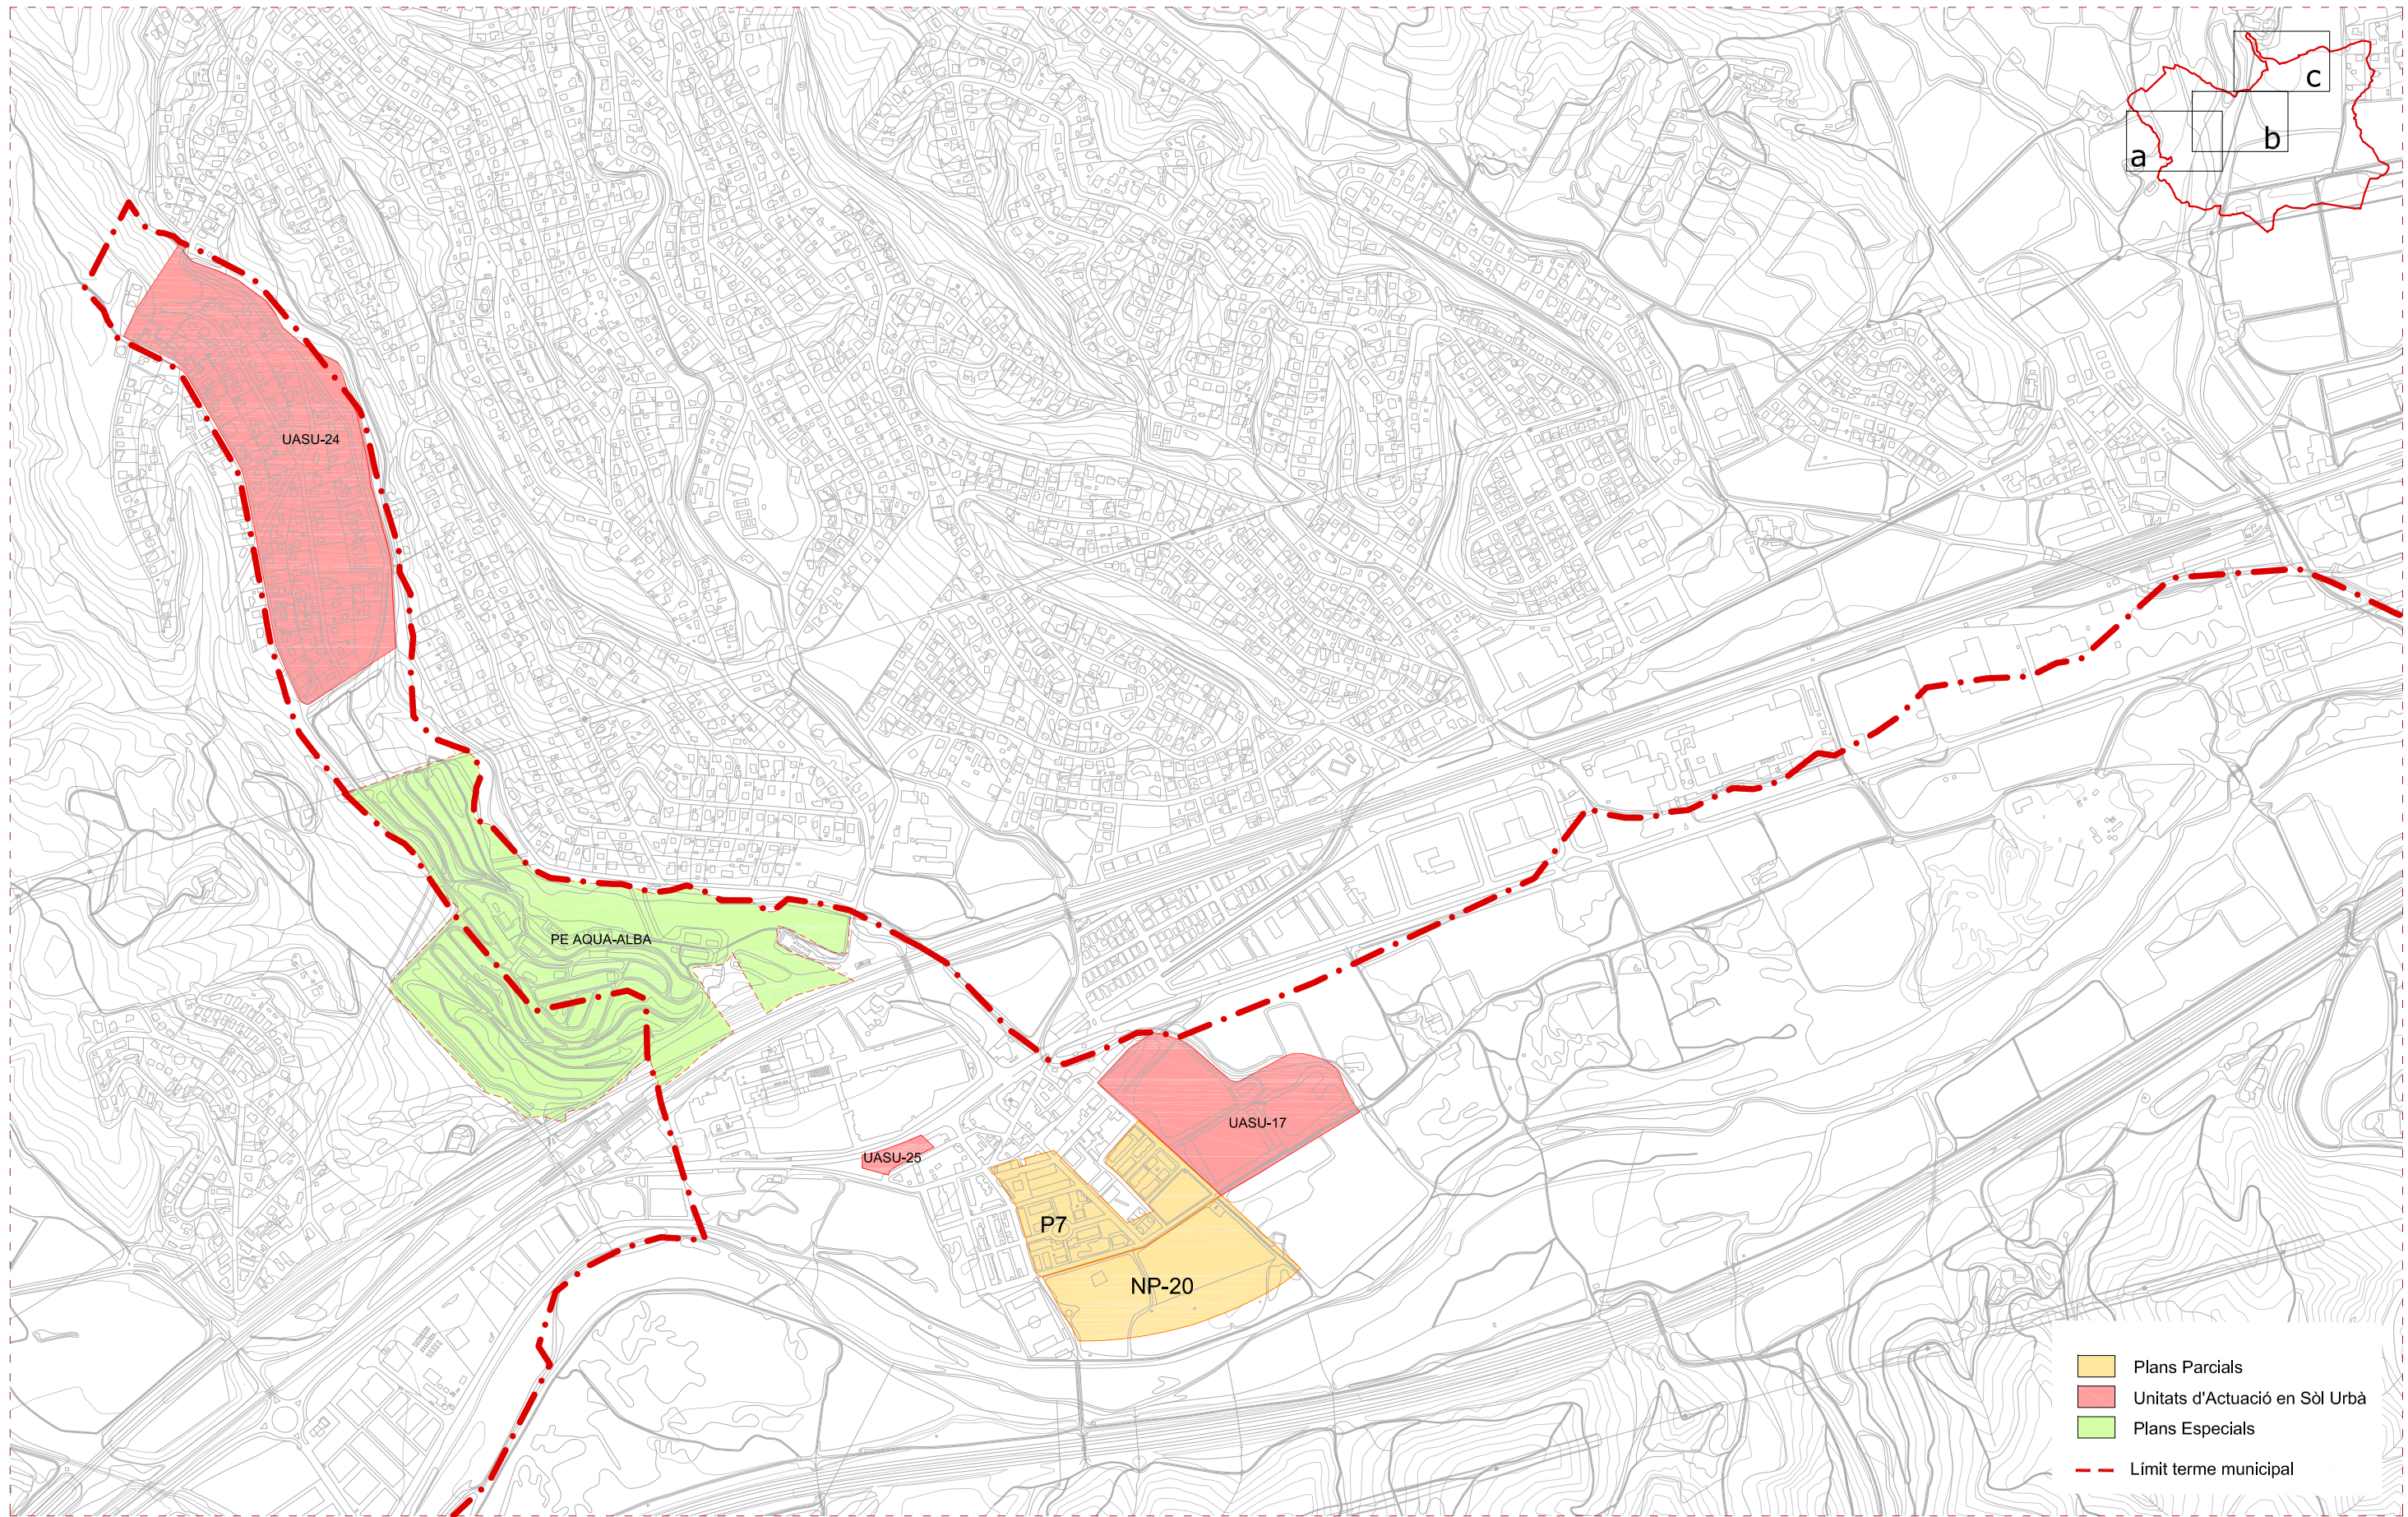 c
b
a
UASU-24
PE AQUA-ALBA
UASU-17
UASU-25
P7
NP-20
Plans Parcials
Unitats d'Actuació en Sòl Urbà
Plans Especials
Límit terme municipal